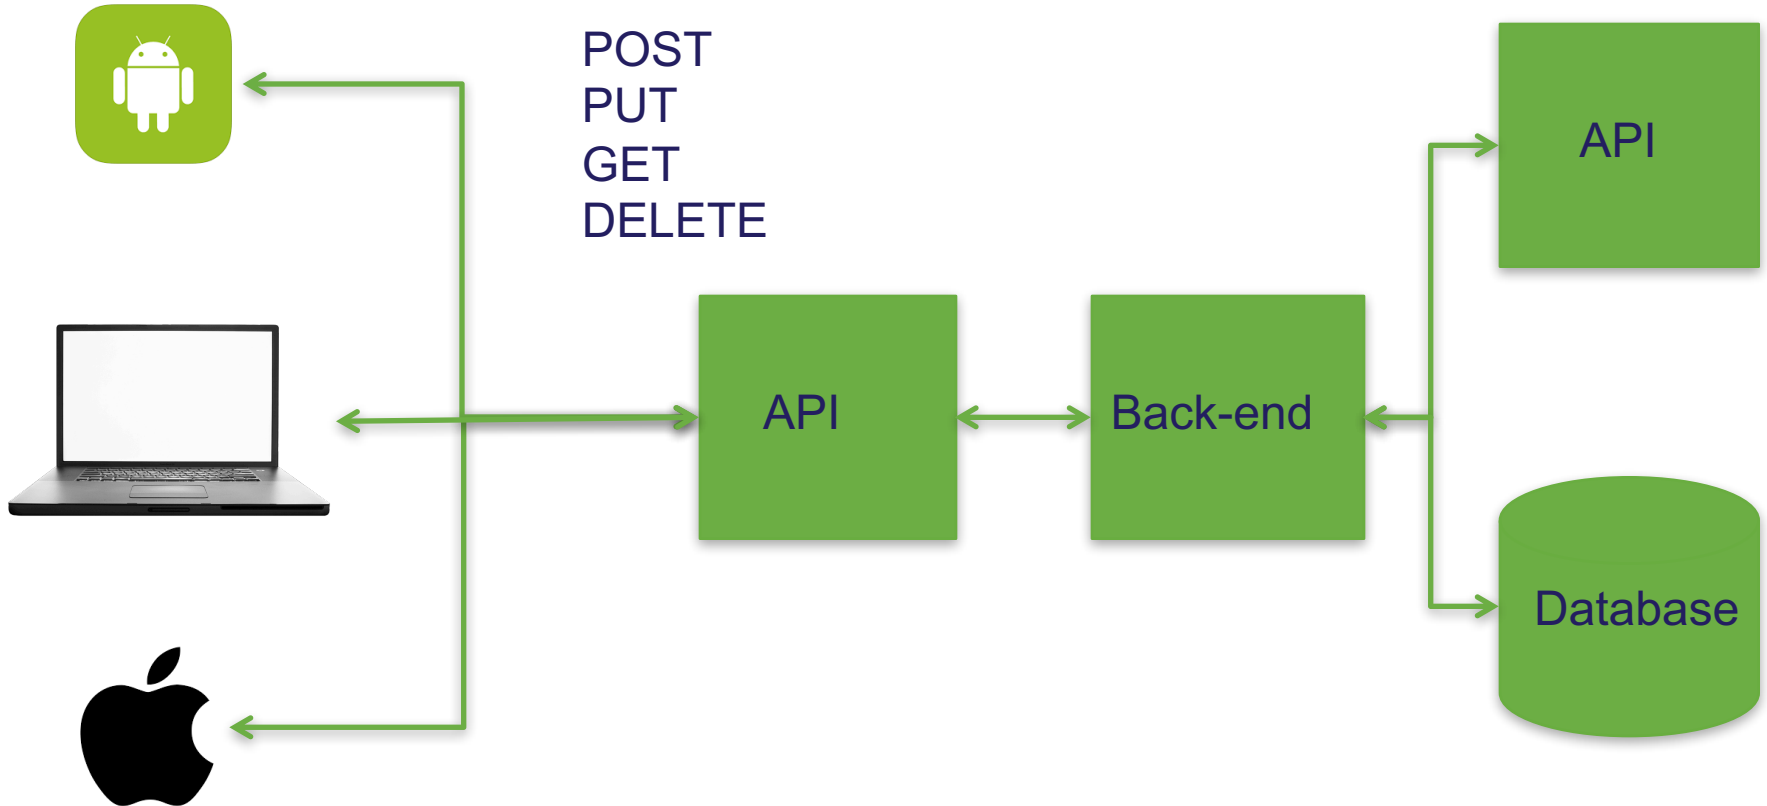 POST
PUT
GET
DELETE
API
API
Back-end
Database